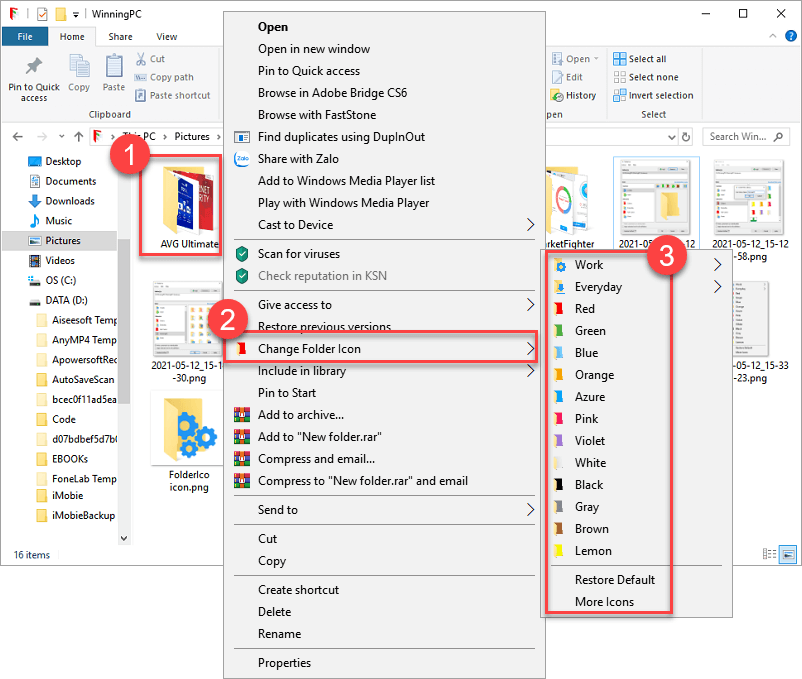 WinningPC
File
Home
Share
View
Pin to Quick
access
Copy
Paste
Cut
Copy path
Paste shortcut
Clipboard
Open
Edit
History
pen
Select all
Select none
Invert selection
Select
This PC
Pictures
Search Win...
Desktop
Documents
Downloads
Music
Pictures
Videos
OS (C:)
DATA (D:)
Aiseesoft Temp
AnyMP4 Temp
ApowersoftRec
AutoSaveScan
bcec0f11ad5ea
Code
d07bdbef5d7b
EBOOKs
FoneLab Temp
iMobie
iMobieBackup
16 items
1
AVG Ultimate
2021-05_12_15-1
-30.png
FolderIco
icon.png
arketFighter
2021-05_12_15-12
2021-05_12_15-12
-58.png
2021-05_12_15-33
-23.png
Open
Open in new window
Pin to Quick access
Browse in Adobe Bridge CS6
Browse with FastStone
Find duplicates using DupInOut
Zalo
Share with Zalo
Add to Windows Media Player list
Play with Windows Media Player
Cast to Device
Scan for viruses
Check reputation in KSN
Give access to
2
Restore previous versions
Change Folder Icon
Include in library
Pin to Start
Add to archive...
Add to "New folder.rar"
Compress and email...
Compress to "New folder.rar" and email
Send to
Cut
Copy
Create shortcut
Delete
Rename
Properties
3
Work
Everyday
Red
Green
Blue
Orange
Azure
Pink
Violet
White
Black
Gray
Brown
Lemon
Restore Default
More Icons